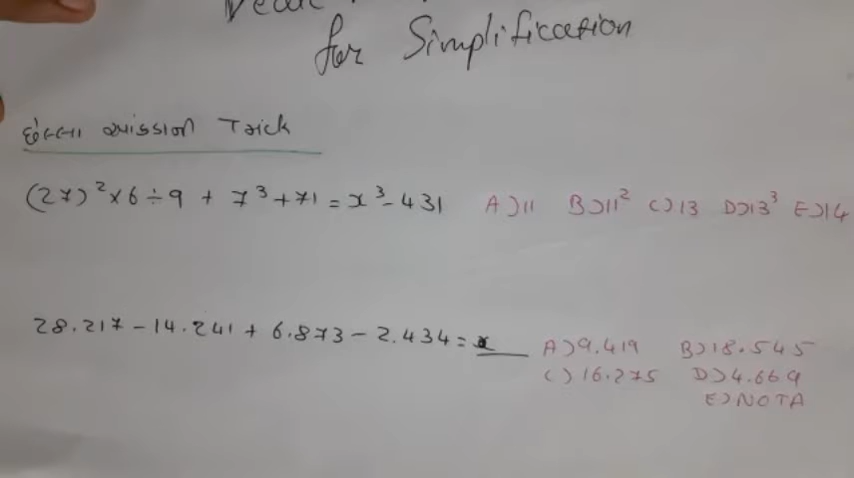 for Simplification
omission Trick
(27)² × 6 ÷ 9 + 7³ + 71 = x³ - 431 A) 11 B) 11² C) 13 D) 13³ E) 14
28.217 - 14.241 + 6.873 - 2.434 = x A) 9.419 B) 18.545
C) 16.275 D) 4.669
E) NOTA